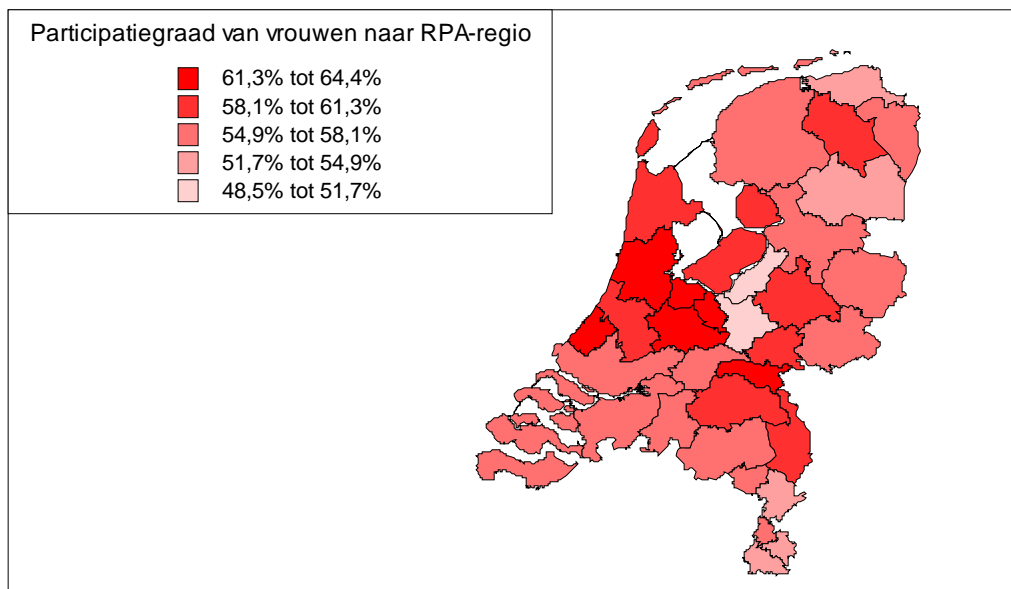 Participatiegraad van vrouwen naar RPA-regio
61,3% tot 64,4%
58,1% tot 61,3%
54,9% tot 58,1%
51,7% tot 54,9%
48,5% tot 51,7%